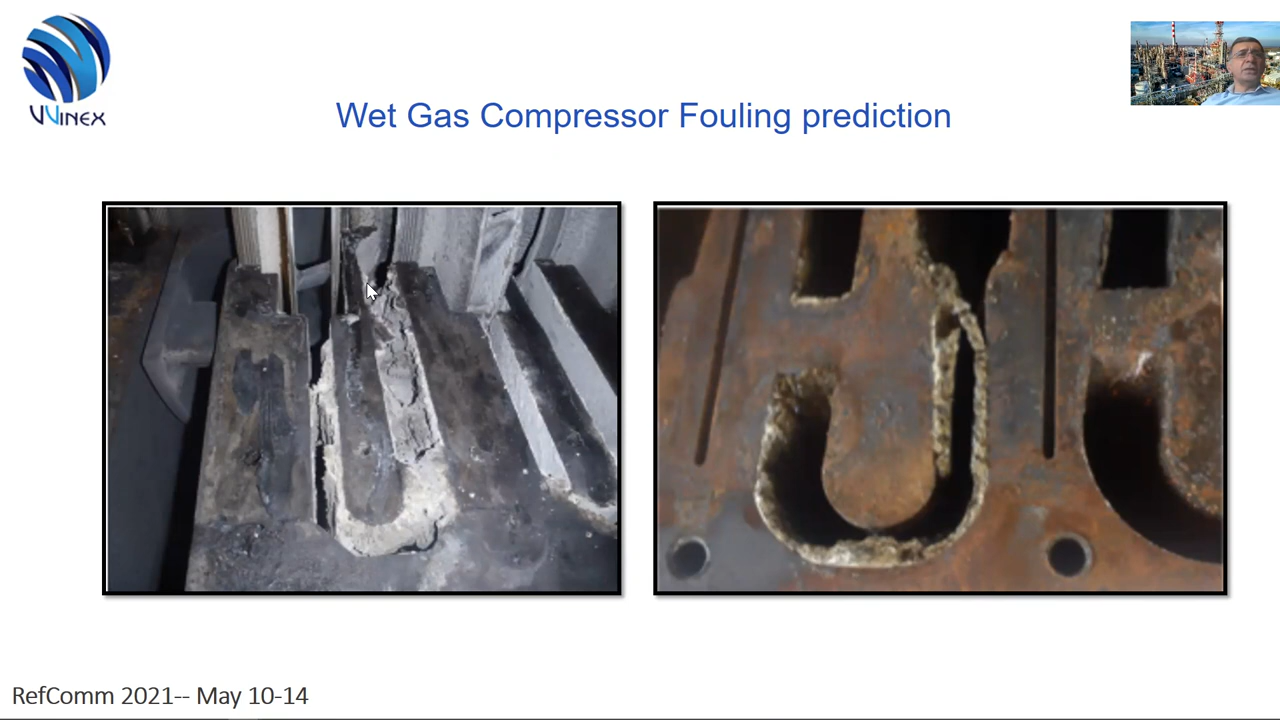 VVINEX
Wet Gas Compressor Fouling prediction
RefComm 2021-- May 10-14